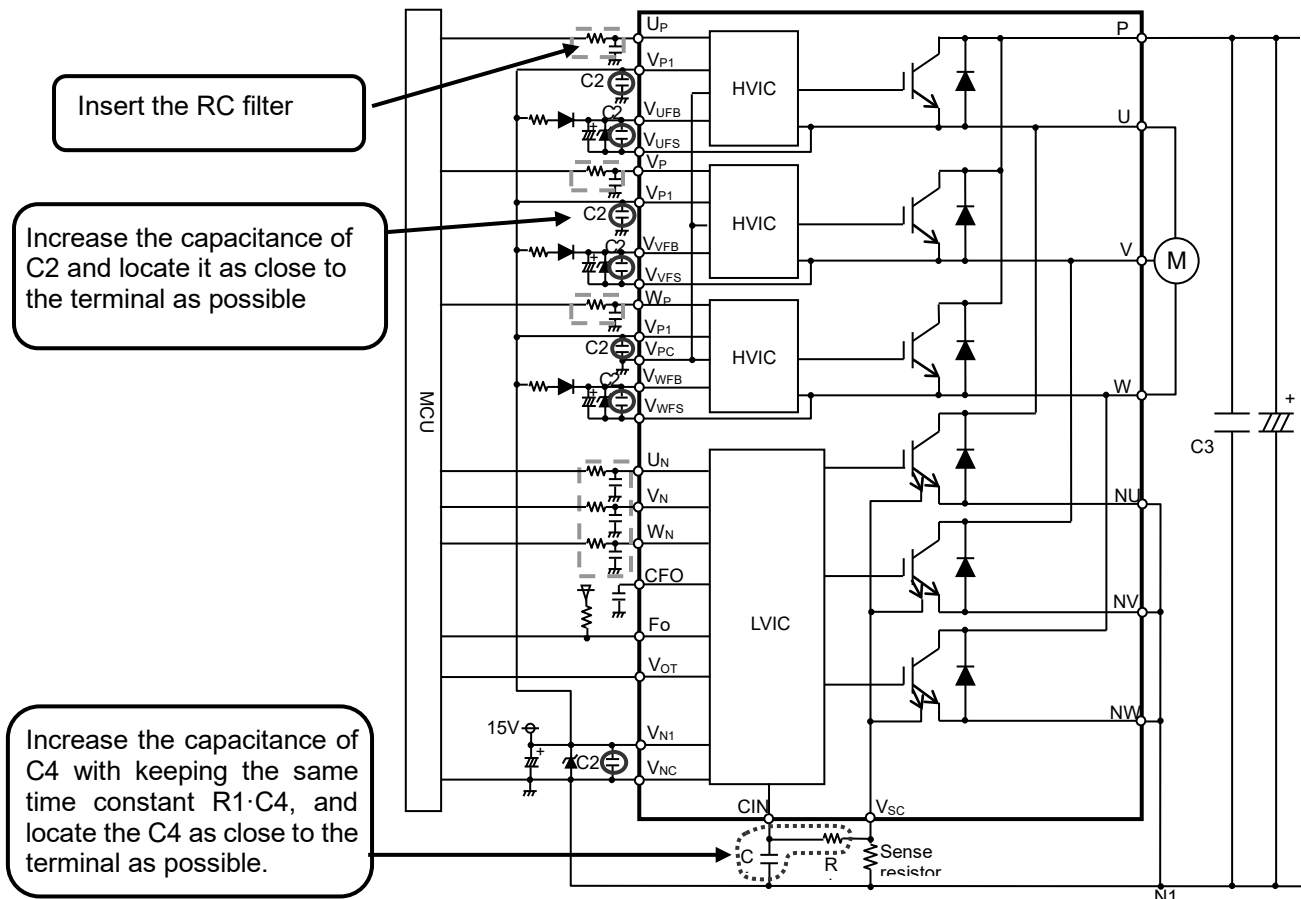 Insert the RC filter
Increase the capacitance of
C2 and locate it as close to
the terminal as possible
Increase the capacitance of
C4 with keeping the same
time constant R1·C4, and
locate the C4 as close to the
terminal as possible.
MCU
UP
VP1
C2
C2
VUFB
VUFS
HVIC
VP
VP1
C2
C2
VVFB
VVFS
HVIC
WP
VP1
C2
VPC
C2
VWFB
VWFS
HVIC
UN
VN
WN
CFO
Fo
VOT
15V
+
C2
VN1
VNC
LVIC
CIN
VSC
C
R
Sense
resistor
P
U
V
W
M
NU
NV
NW
N1
C3
+